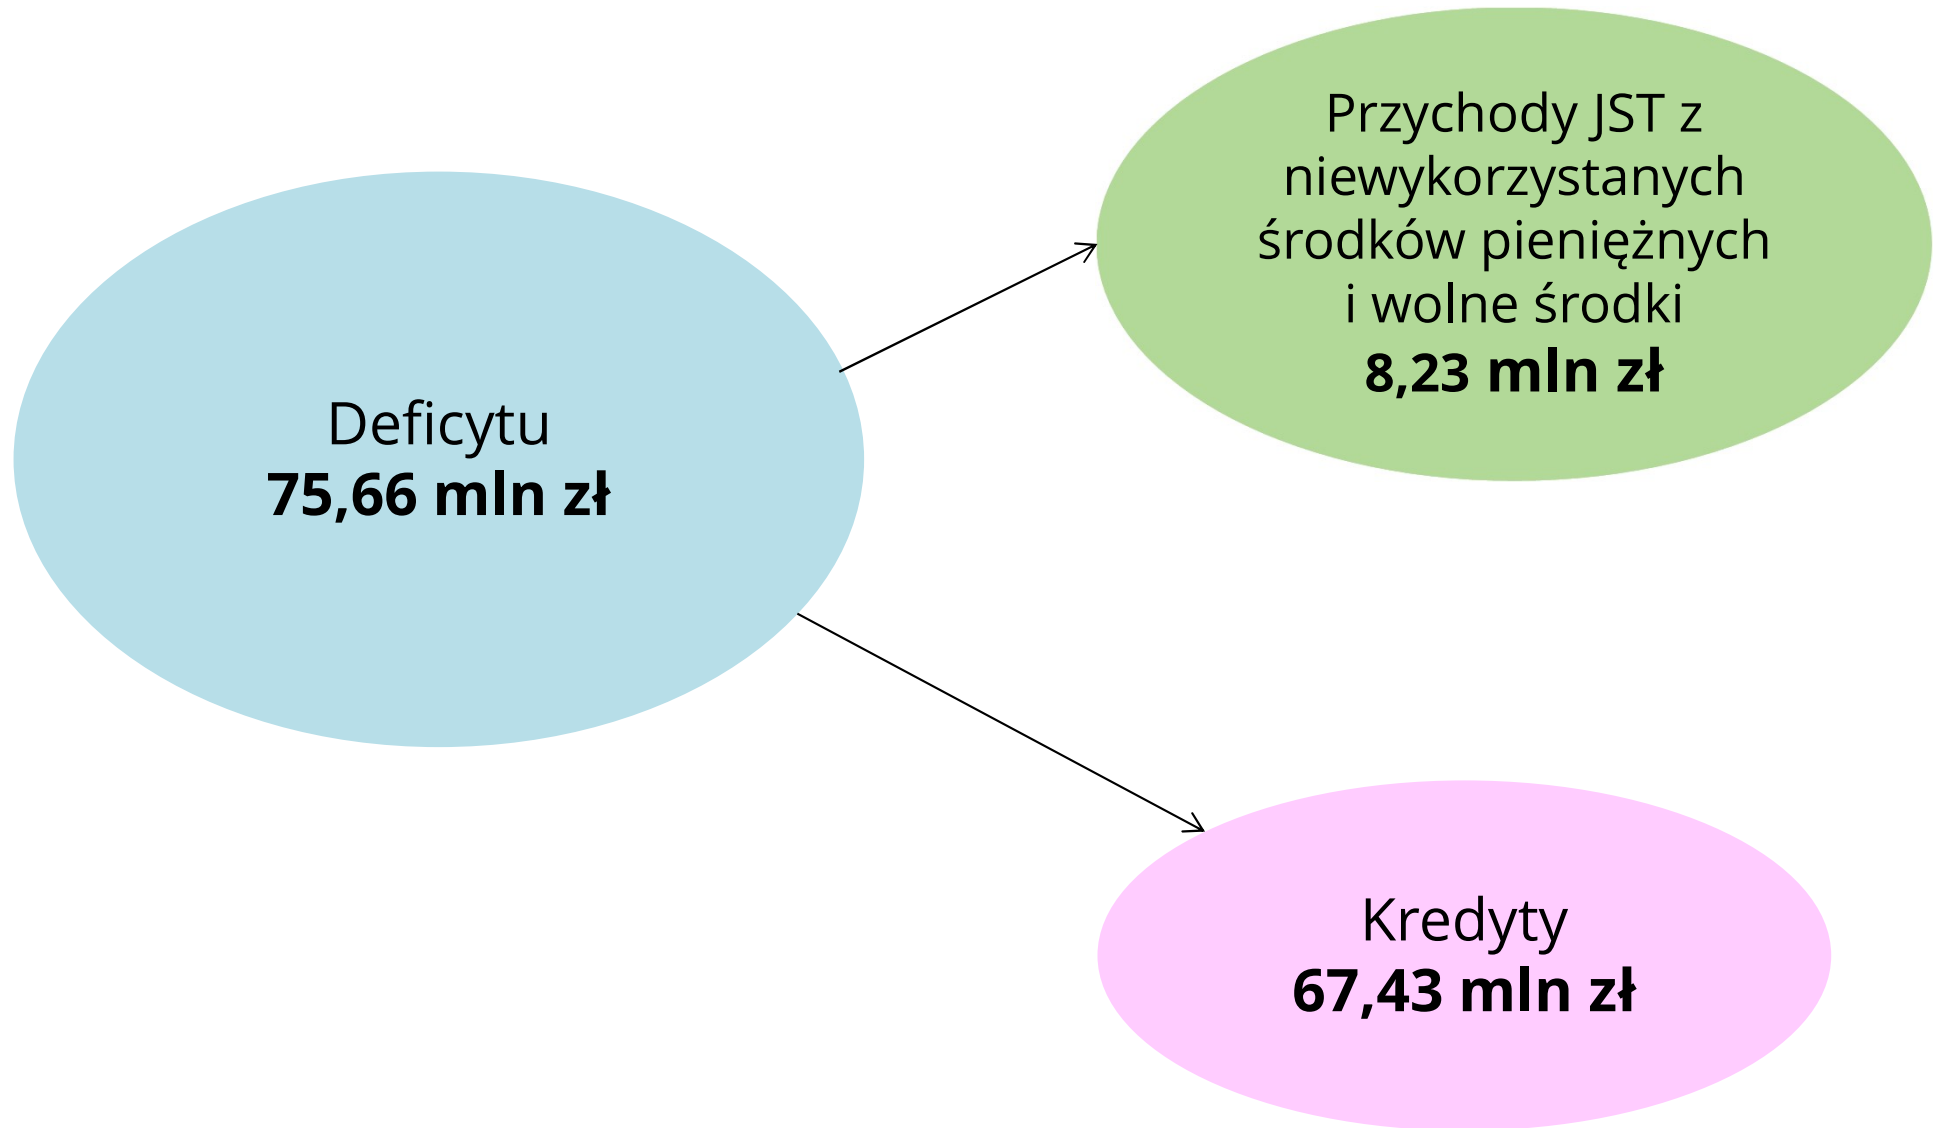 Deficytu
75,66 mln zł
Przychody JST z
niewykorzystanych
środków pieniężnych
i wolne środki
8,23 mln zł
Kredyty
67,43 mln zł